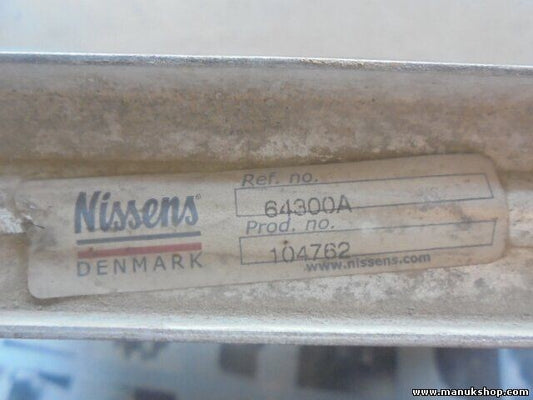 Nissens®
DENMARK
Ref. no.
64300A
Prod. no.
104762
www.nissens.com
www.manukshop.com